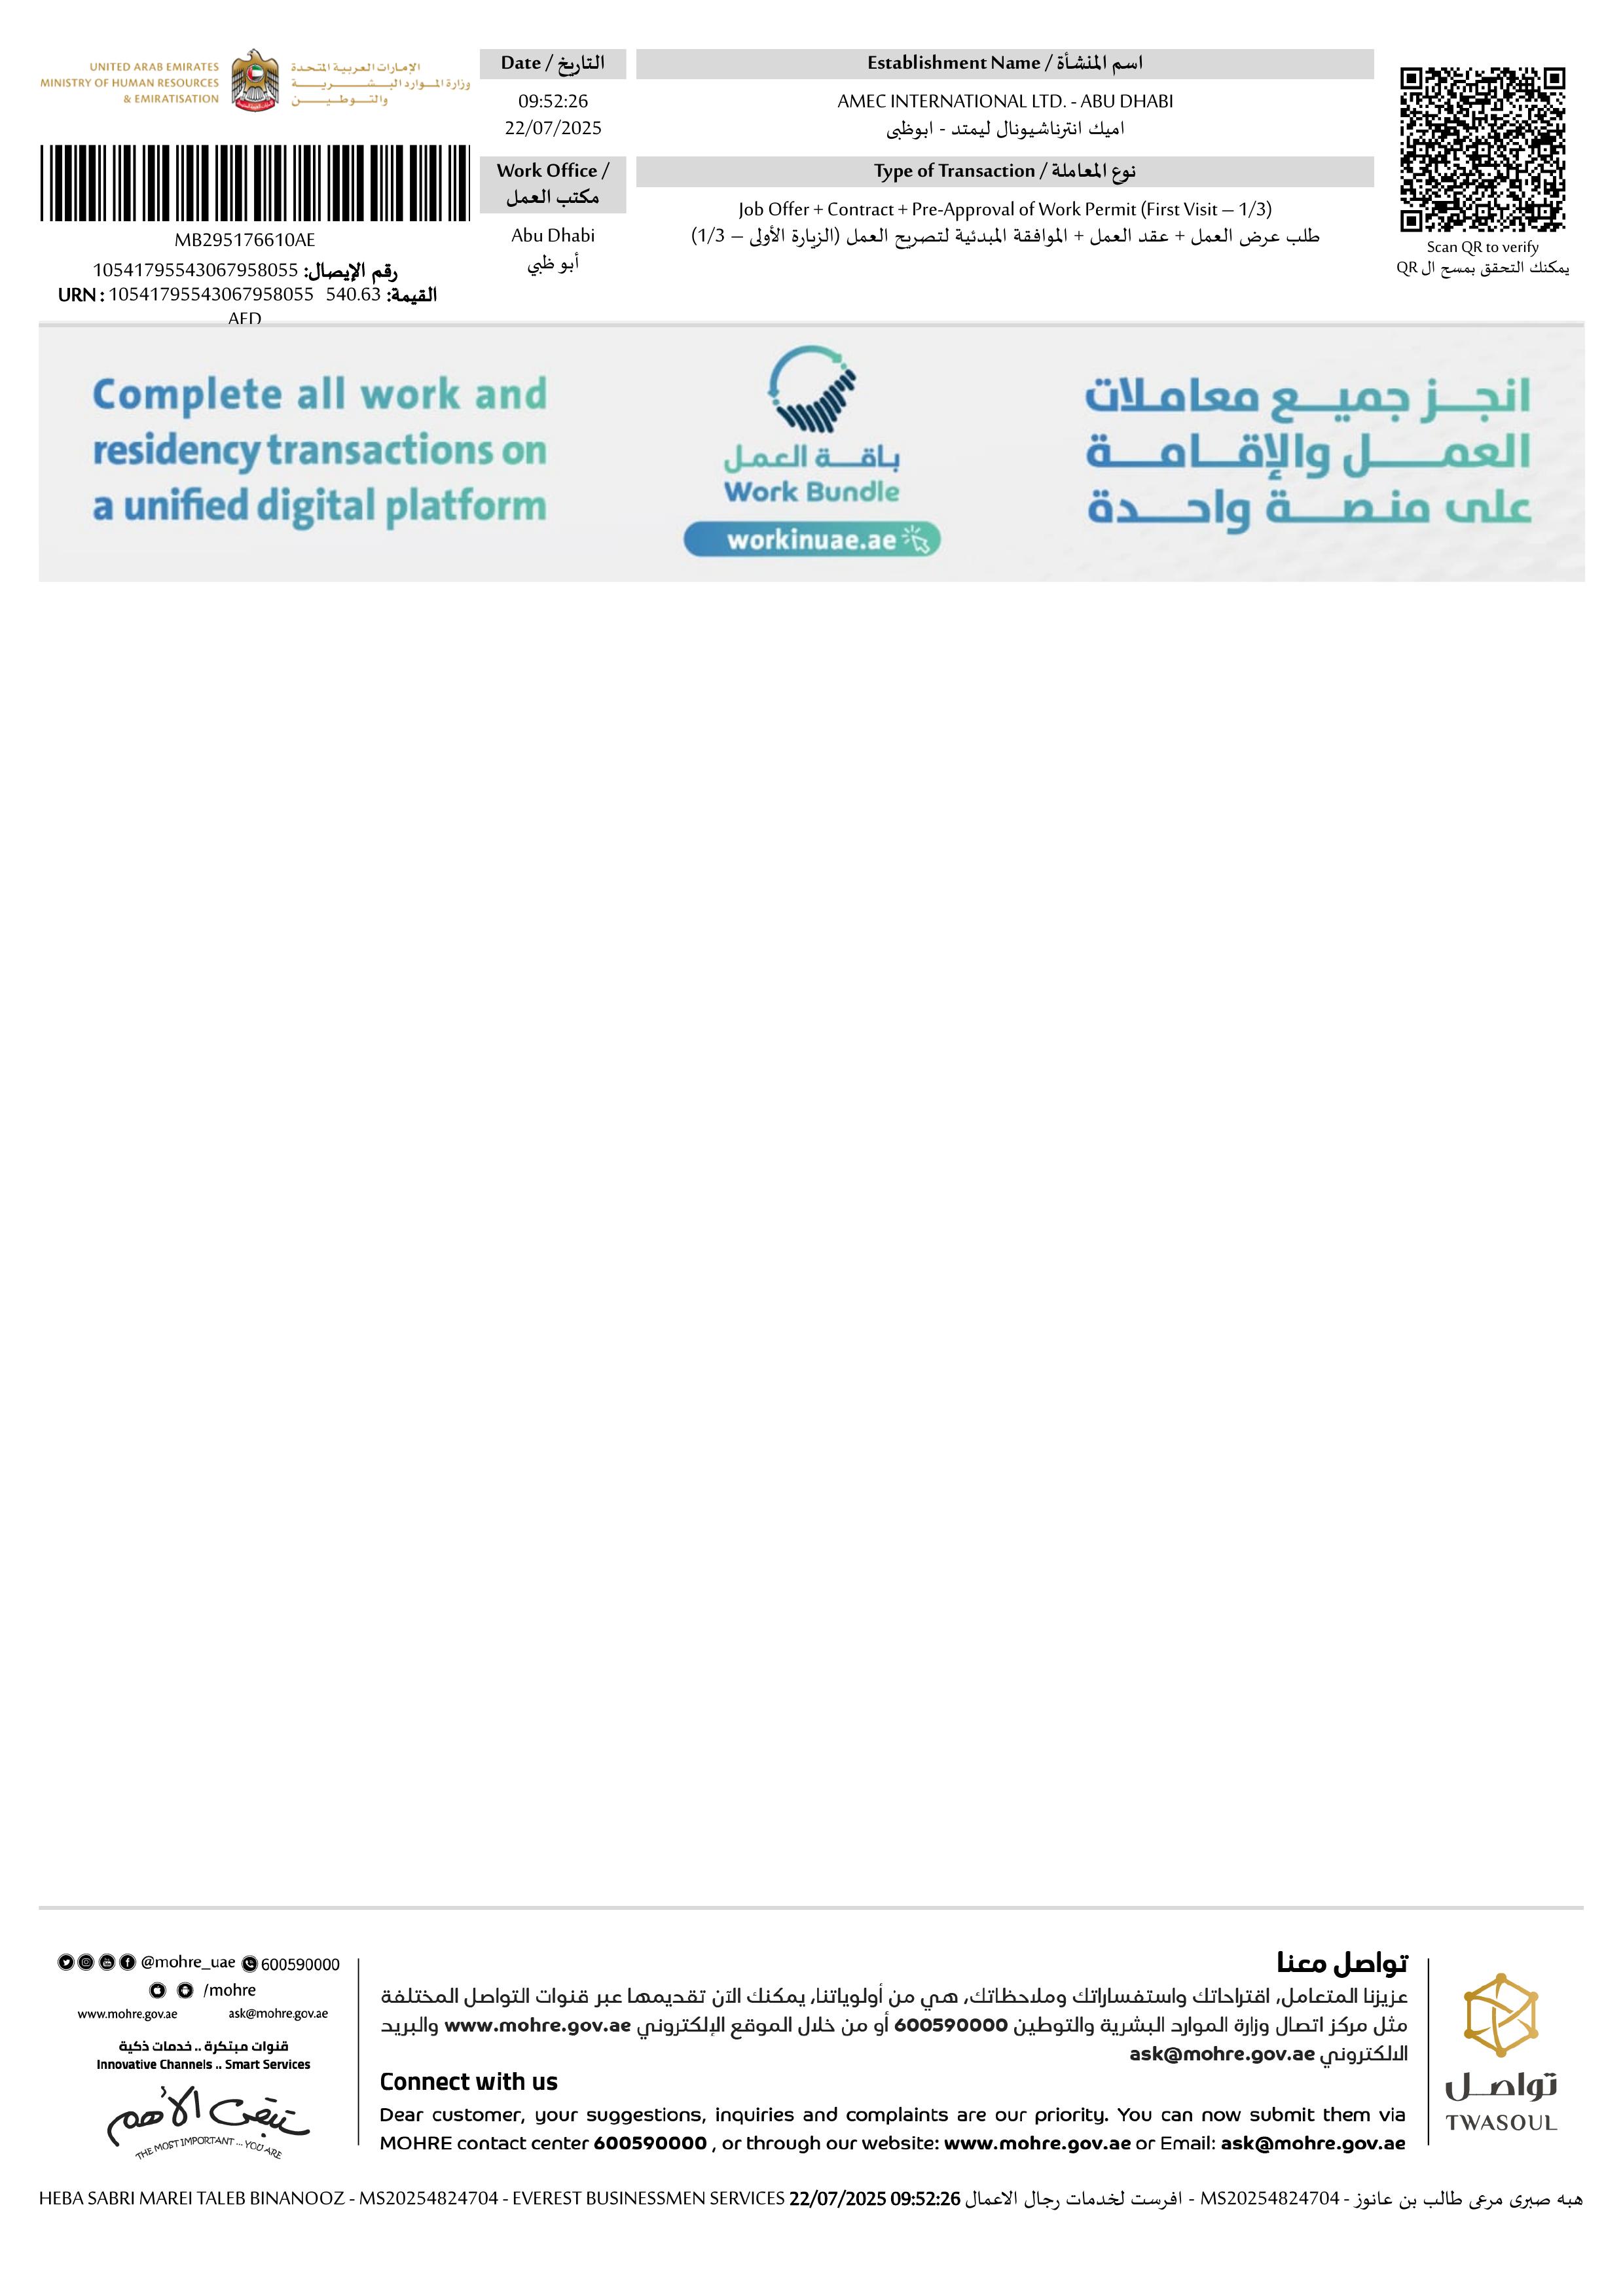 UNITED ARAB EMIRATES
MINISTRY OF HUMAN RESOURCES
& EMIRATISATION
الإمارات العربية المتحدة
وزارة المـوارد البـشـــريـــة
والتـــوطـيـــــن
MB295176610AE
رقم الإيصال: 10541795543067958055
URN : 10541795543067958055 540.63 القيمة:
AED
Date / التاريخ
09:52:26
22/07/2025
Work Office /
مكتب العمل
Abu Dhabi
أبو ظبي
Establishment Name / اسم المنشأة
AMEC INTERNATIONAL LTD. - ABU DHABI
اميك انترناشيونال ليمتد - ابوظبى
Type of Transaction / نوع المعاملة
Job Offer + Contract + Pre-Approval of Work Permit (First Visit – 1/3)
طلب عرض العمل + عقد العمل + الموافقة المبدئية لتصريح العمل (الزيارة الأولى – 1/3)
Scan QR to verify
يمكنك التحقق بمسح ال QR
Complete all work and
residency transactions on
a unified digital platform
باقــة العمل
Work Bundle
workinuae.ae
انجــز جميــع معاملات
العمــــل والإقـــامــة
على منصــة واحــدة
@mohre_uae 600590000
/mohre
www.mohre.gov.ae ask@mohre.gov.ae
قنوات مبتكرة .. خدمات ذكية
Innovative Channels .. Smart Services
تبقى الأهم
THE MOST IMPORTANT ... YOU ARE
تواصل معنا
عزيزنا المتعامل, اقتراحاتك واستفساراتك وملاحظاتك, هي من أولوياتنا, يمكنك الآن تقديمها عبر قنوات التواصل المختلفة
مثل مركز اتصال وزارة الموارد البشرية والتوطين 600590000 أو من خلال الموقع الإلكتروني www.mohre.gov.ae والبريد
الالكتروني ask@mohre.gov.ae
Connect with us
Dear customer, your suggestions, inquiries and complaints are our priority. You can now submit them via
MOHRE contact center 600590000 , or through our website: www.mohre.gov.ae or Email: ask@mohre.gov.ae
تواصـل
TWASOUL
HEBA SABRI MAREI TALEB BINANOOZ - MS20254824704 - EVEREST BUSINESSMEN SERVICES 22/07/2025 09:52:26 هبه صبرى مرعى طالب بن عانوز - MS20254824704 - افرست لخدمات رجال الاعمال